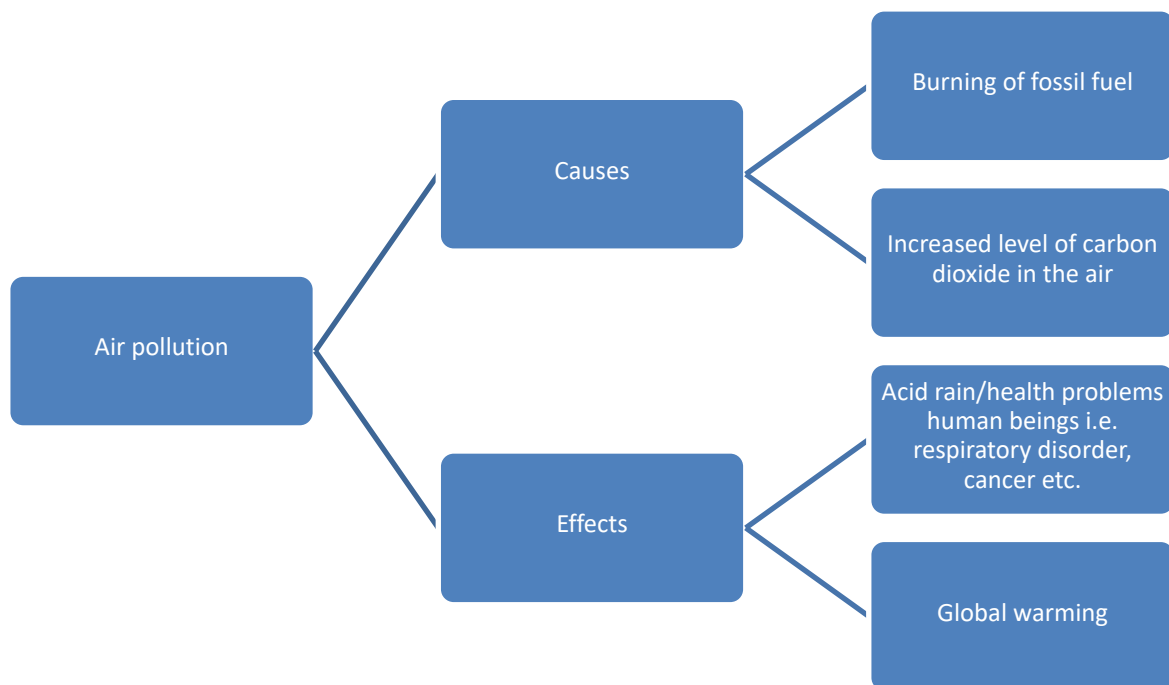 Air pollution
Causes
Burning of fossil fuel
Increased level of carbon
dioxide in the air
Effects
Acid rain/health problems
human beings i.e.
respiratory disorder,
cancer etc.
Global warming